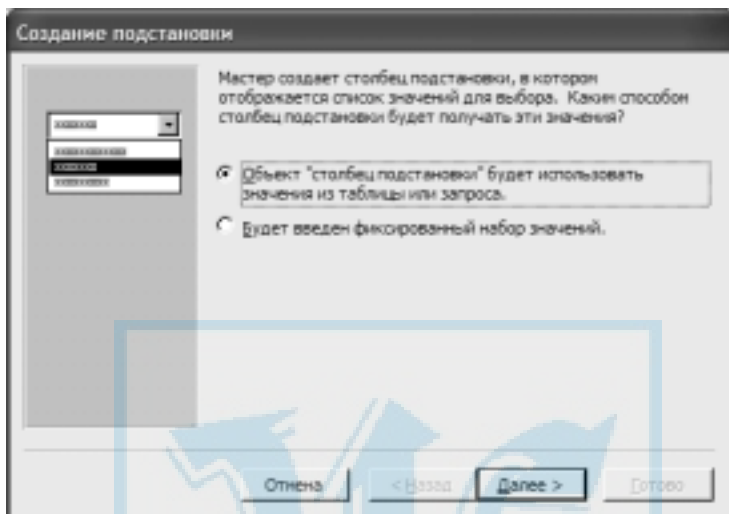 Создание подстановки
Мастер создает столбец подстановки, в котором
отображается список значений для выбора. Каким способом
столбец подстановки будет получать эти значения?
Объект "столбец подстановки" будет использовать
значения из таблицы или запроса.
Будет введен фиксированный набор значений.
Отмена < Назад Далее > Готово